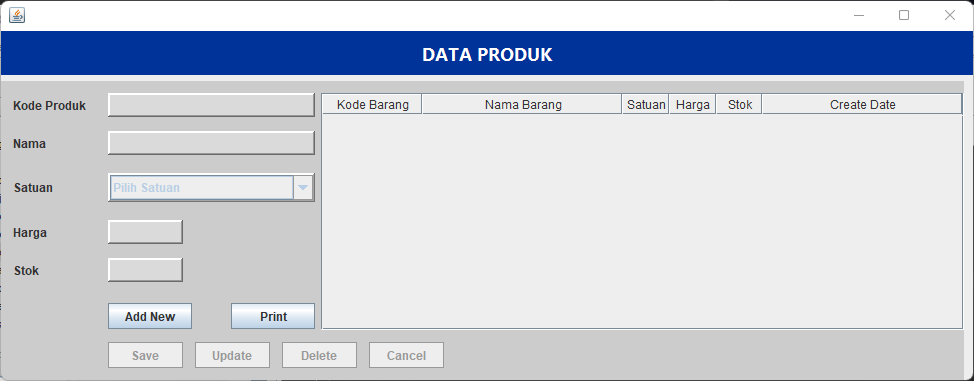 DATA PRODUK
Kode Produk
Nama
Satuan
Pilih Satuan
Harga
Stok
Add New
Print
Kode Barang
Nama Barang
Satuan
Harga
Stok
Create Date
Save
Update
Delete
Cancel